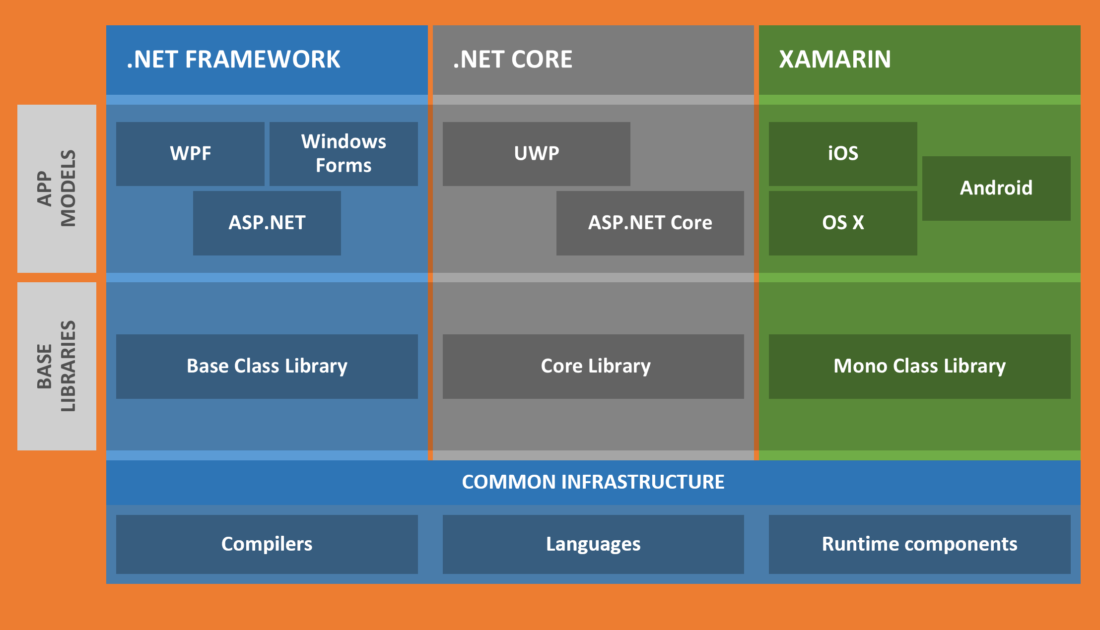 .NET FRAMEWORK
.NET CORE
XAMARIN
APP
MODELS
WPF
Windows
Forms
ASP.NET
UWP
ASP.NET Core
iOS
OS X
Android
BASE
LIBRARIES
Base Class Library
Core Library
Mono Class Library
COMMON INFRASTRUCTURE
Compilers
Languages
Runtime components